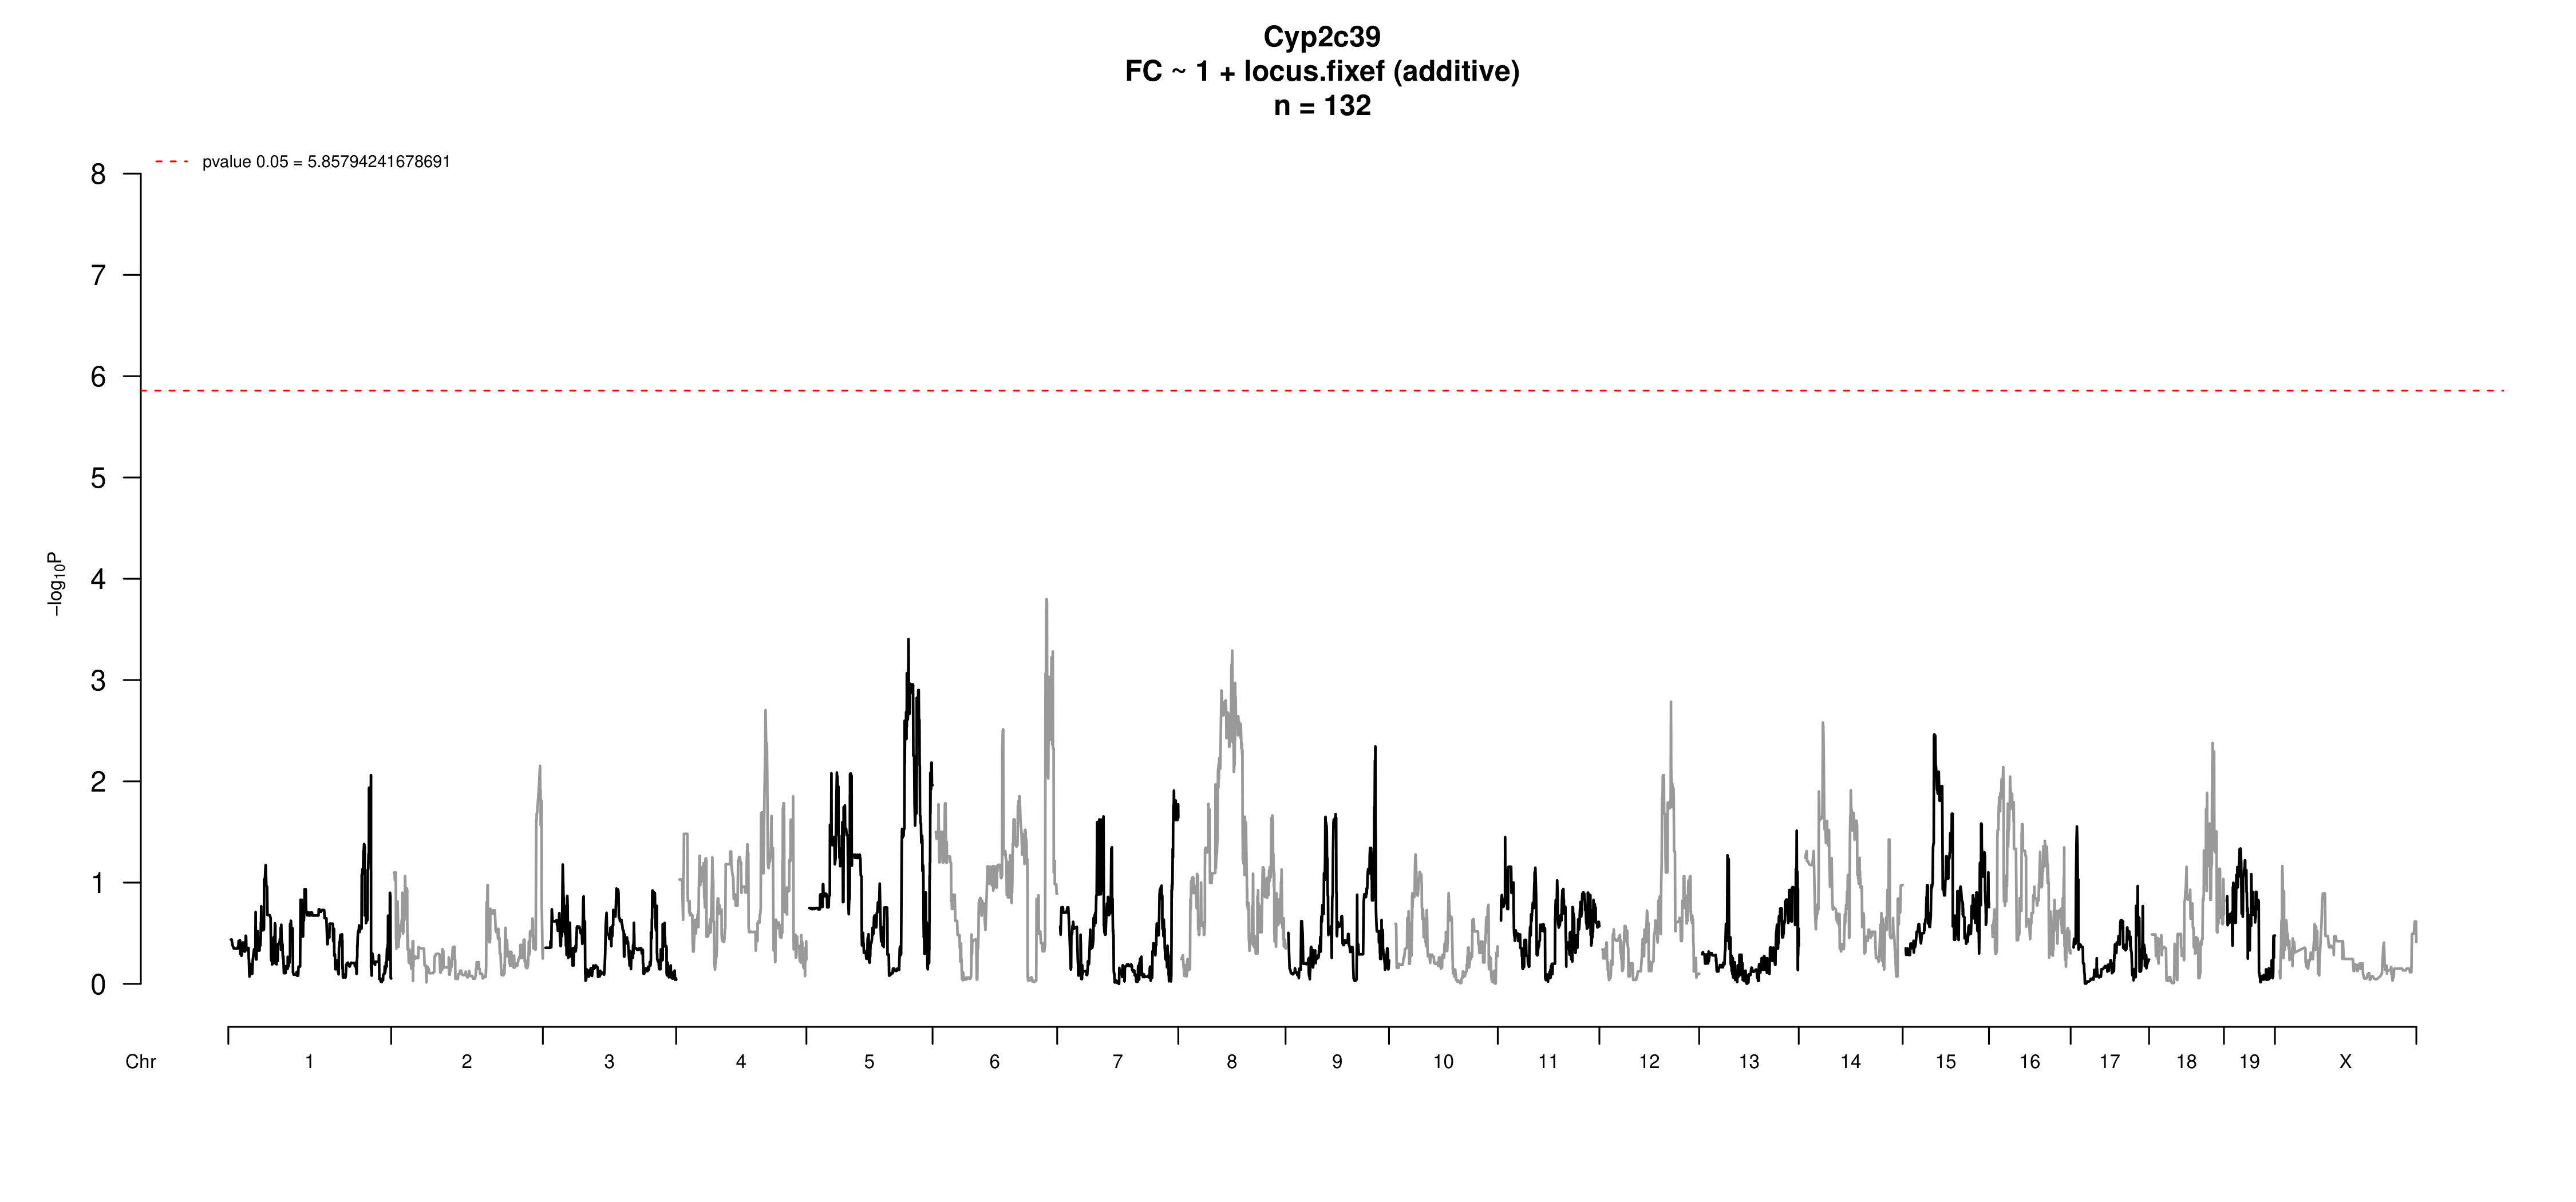 Cyp2c39
FC ~ 1 + locus.fixef (additive)
n = 132
pvalue 0.05 = 5.85794241678691
8
7
6
5
4
3
2
1
0
−log10P
Chr 1 2 3 4 5 6 7 8 9 10 11 12 13 14 15 16 17 18 19 X